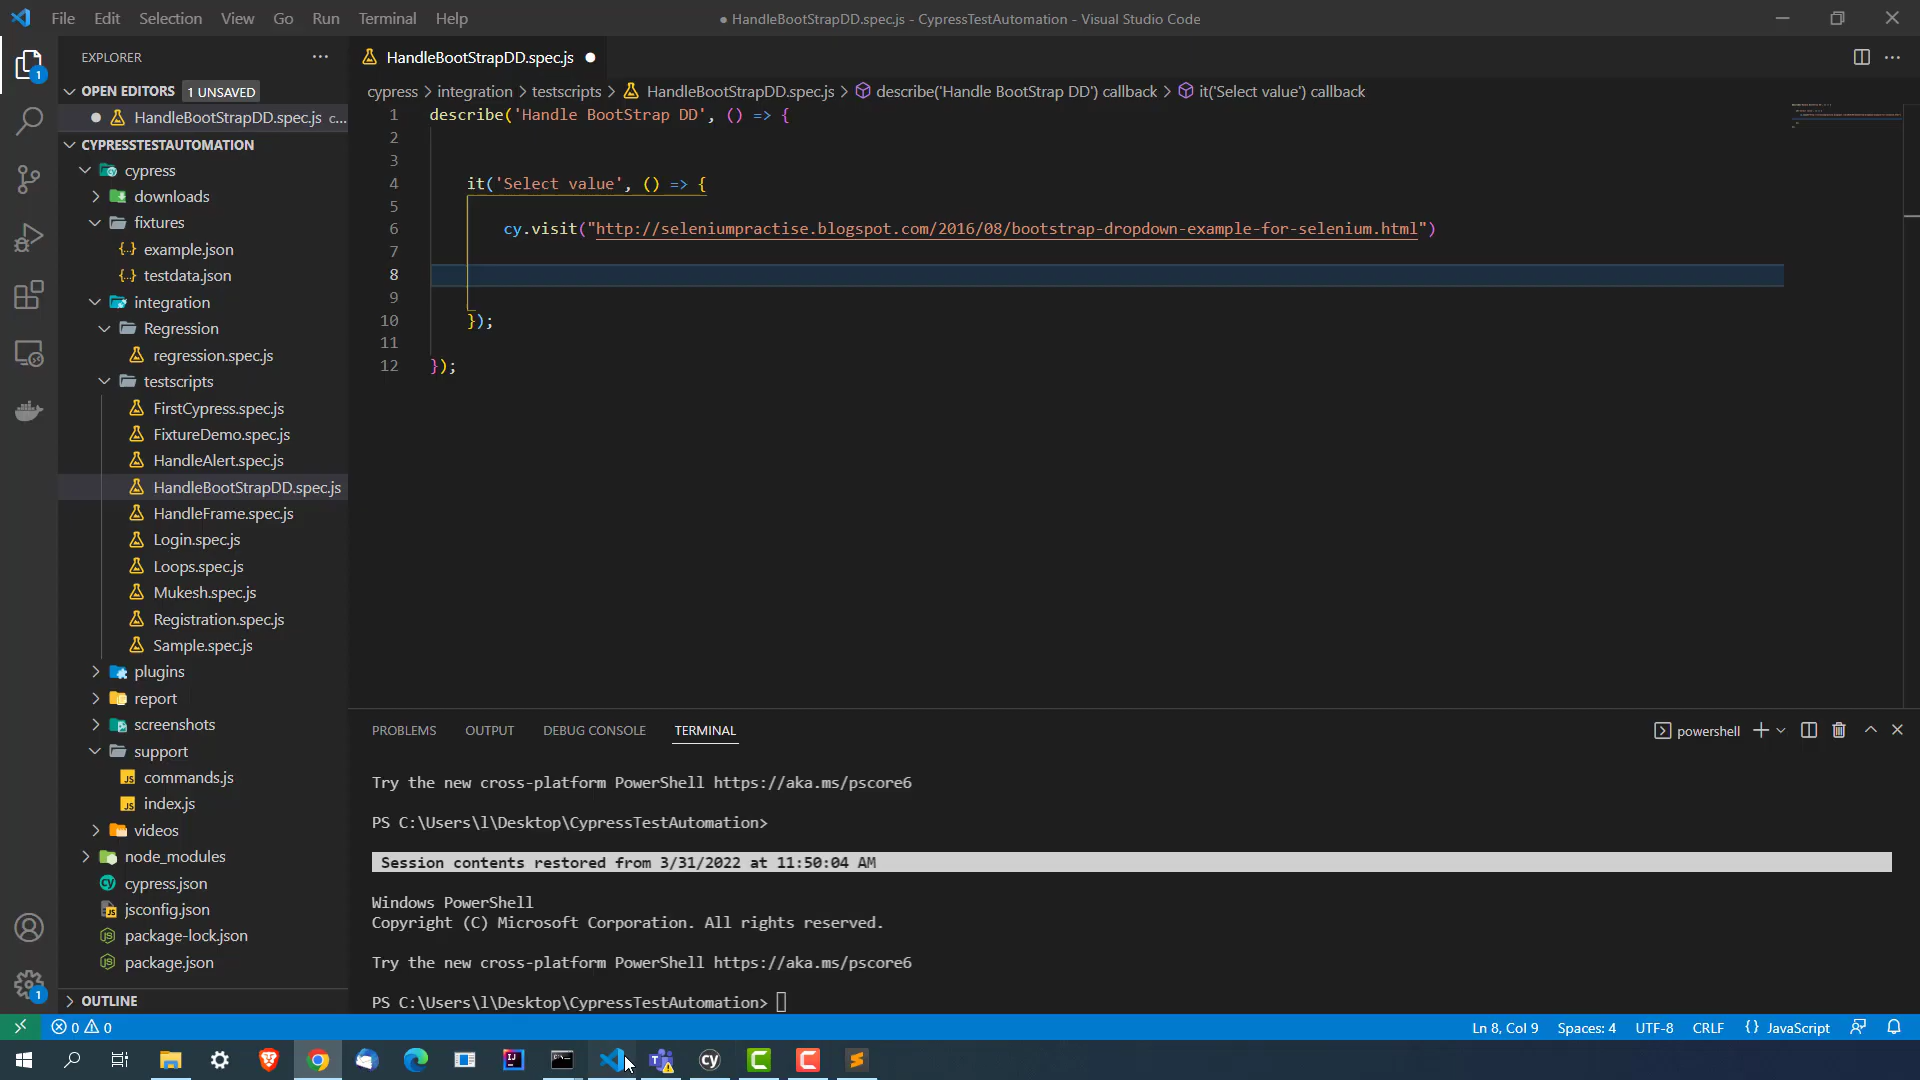 File Edit Selection View Go Run Terminal Help
● HandleBootStrapDD.spec.js - CypressTestAutomation - Visual Studio Code
EXPLORER
HandleBootStrapDD.spec.js
1
OPEN EDITORS 1 UNSAVED
cypress > integration > testscripts > HandleBootStrapDD.spec.js > describe('Handle BootStrap DD') callback > it('Select value') callback
HandleBootStrapDD.spec.js c...
CYPRESSTESTAUTOMATION
cypress
downloads
fixtures
example.json
testdata.json
integration
Regression
regression.spec.js
testscripts
FirstCypress.spec.js
FixtureDemo.spec.js
HandleAlert.spec.js
HandleBootStrapDD.spec.js
HandleFrame.spec.js
Login.spec.js
Loops.spec.js
Mukesh.spec.js
Registration.spec.js
Sample.spec.js
plugins
report
screenshots
support
commands.js
index.js
videos
node_modules
cypress.json
jsconfig.json
package-lock.json
package.json
1
OUTLINE
1 describe('Handle BootStrap DD', () => {
2
3
4 it('Select value', () => {
5
6 cy.visit("http://seleniumpractise.blogspot.com/2016/08/bootstrap-dropdown-example-for-selenium.html")
7
8
9
10 });
11
12 });
PROBLEMS OUTPUT DEBUG CONSOLE TERMINAL
powershell
Try the new cross-platform PowerShell https://aka.ms/pscore6
PS C:\Users\l\Desktop\CypressTestAutomation>
Session contents restored from 3/31/2022 at 11:50:04 AM
Windows PowerShell
Copyright (C) Microsoft Corporation. All rights reserved.
Try the new cross-platform PowerShell https://aka.ms/pscore6
PS C:\Users\l\Desktop\CypressTestAutomation>
0 0
Ln 8, Col 9 Spaces: 4 UTF-8 CRLF {} JavaScript